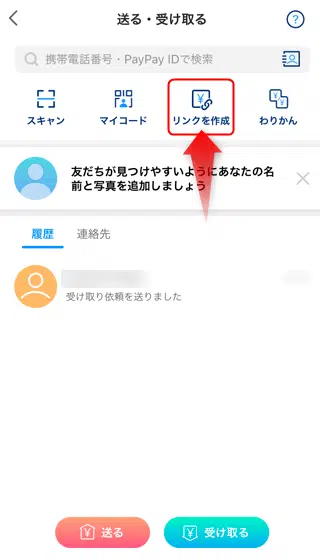 送る・受け取る
携帯電話番号・PayPay IDで検索
スキャン
マイコード
リンクを作成
わりかん
友だちが見つけやすいようにあなたの名
前と写真を追加しましょう
履歴
連絡先
受け取り依頼を送りました
送る
受け取る